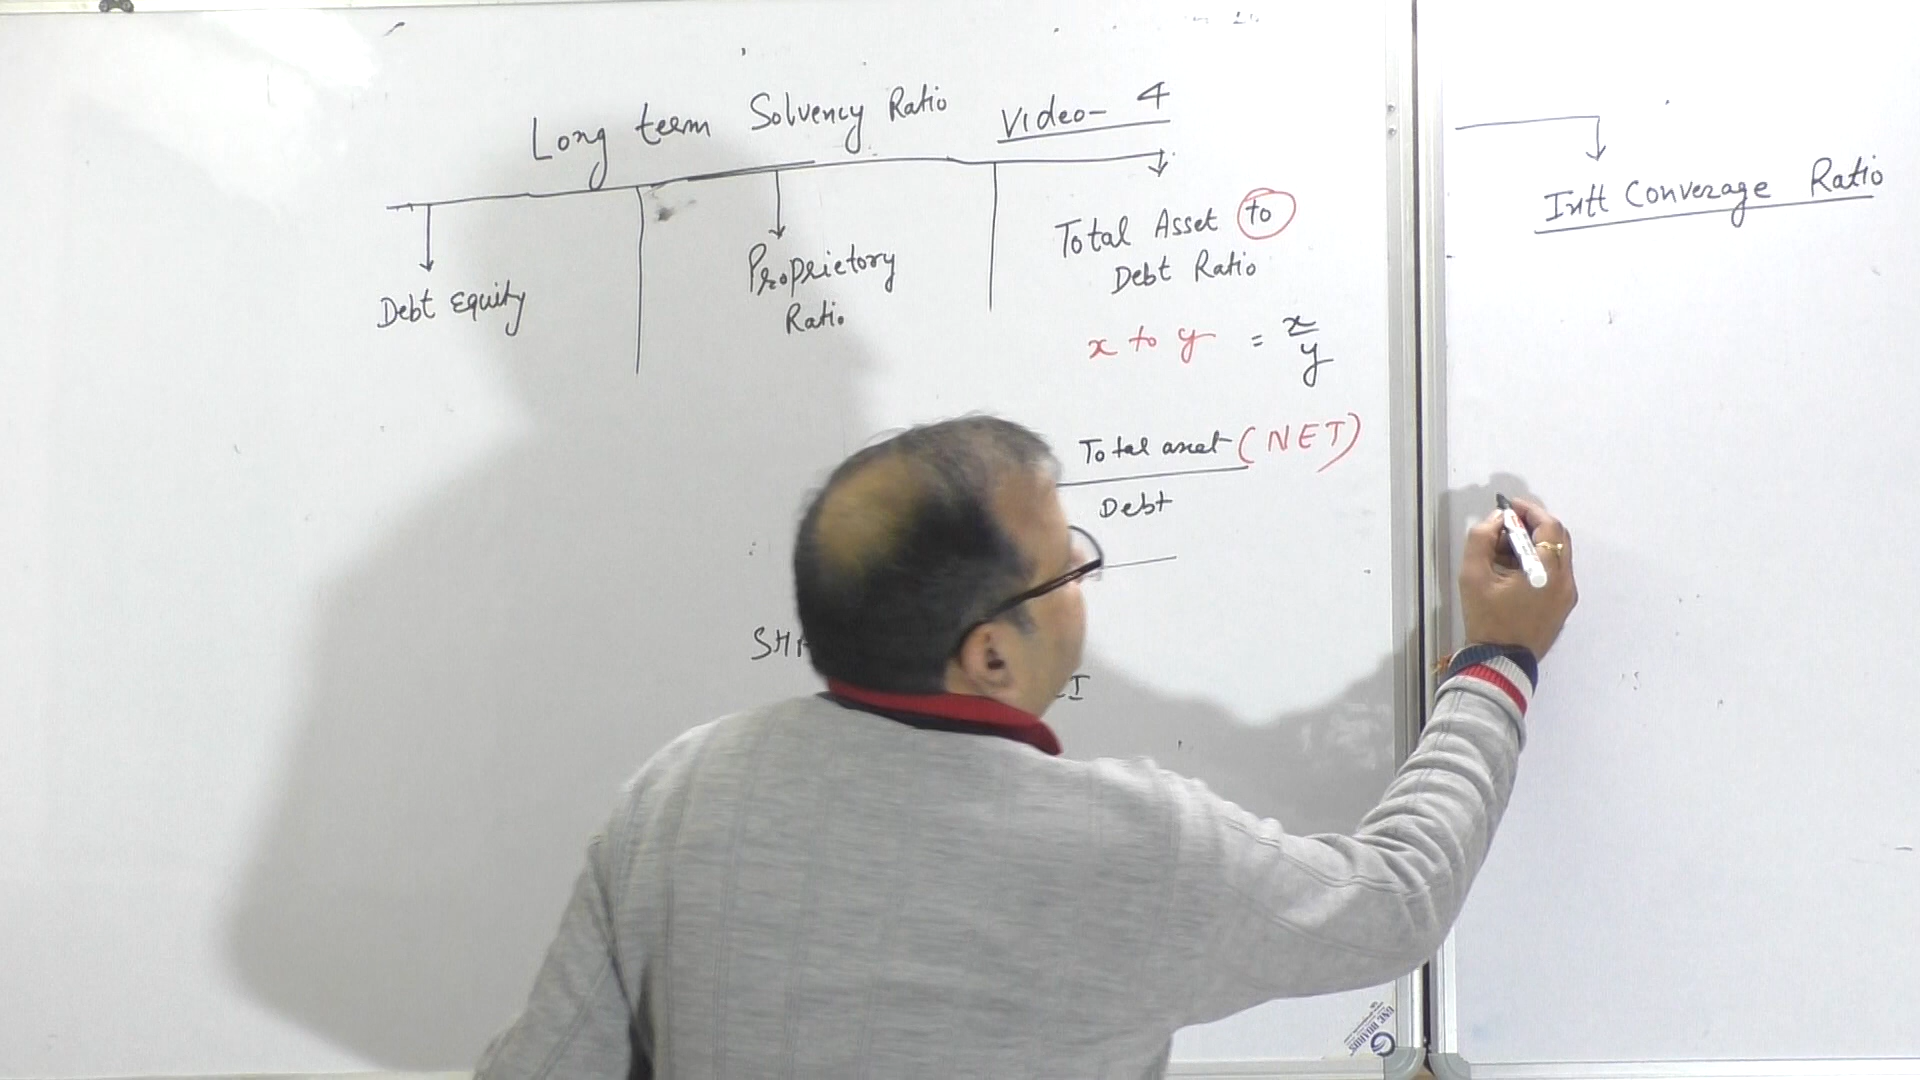 Long term Solvency Ratio Video- 4
Debt Equity
Proprietory
Ratio
Total Asset to
Debt Ratio
x to y = x/y
Total asset (NET)
Debt
Intt Converage Ratio